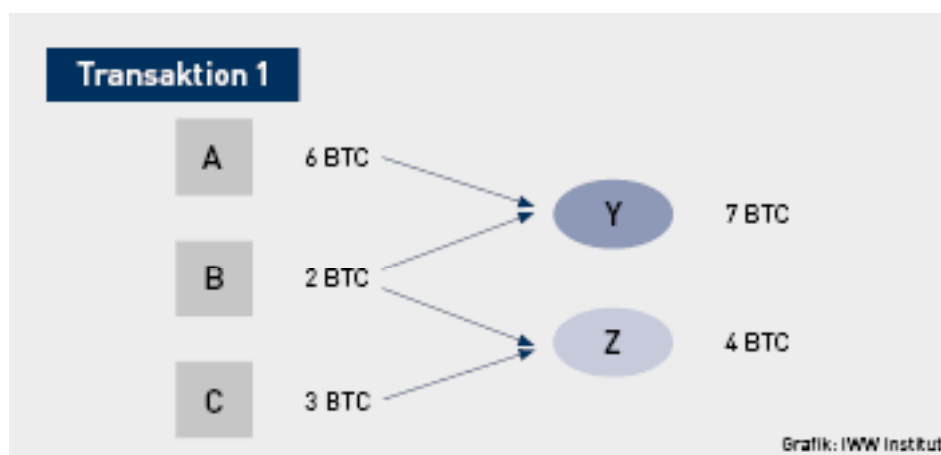 Transaktion 1
A 6 BTC
Y 7 BTC
B 2 BTC
Z 4 BTC
C 3 BTC
Grafik: IWW Institut